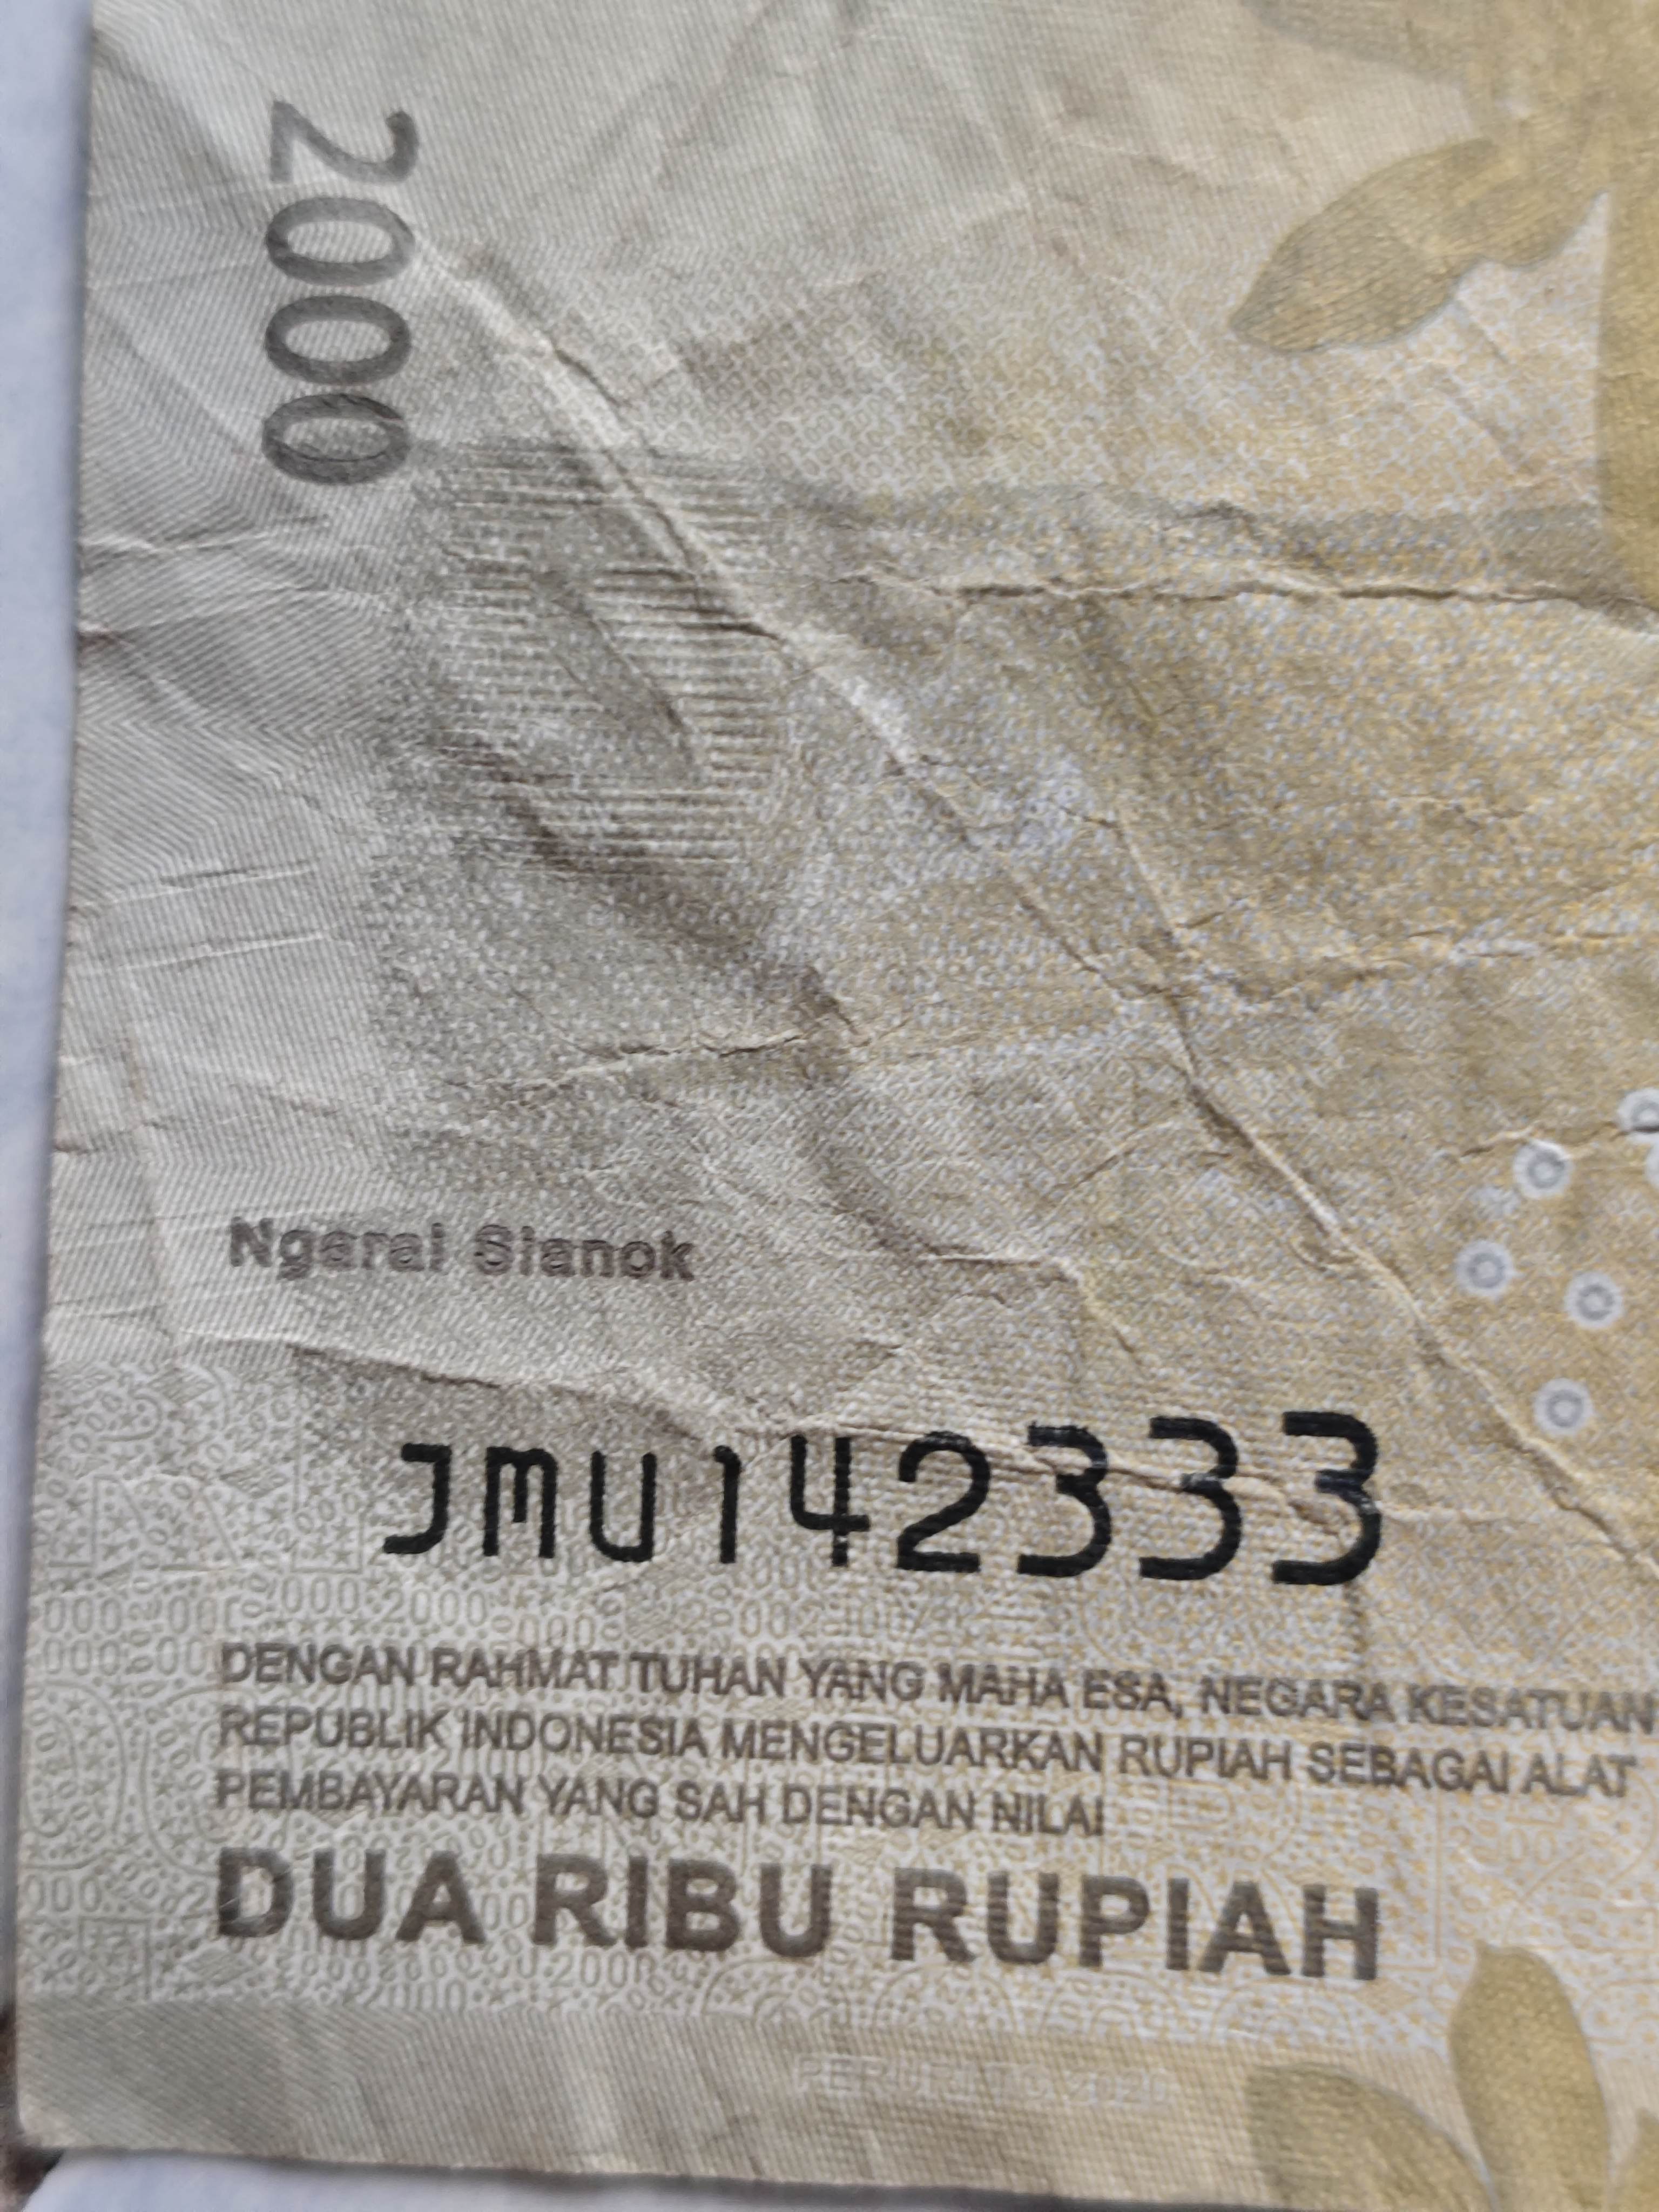 2000
Ngarai Sianok
JMU142333
DENGAN RAHMAT TUHAN YANG MAHA ESA, NEGARA KESATUAN
REPUBLIK INDONESIA MENGELUARKAN RUPIAH SEBAGAI ALAT
PEMBAYARAN YANG SAH DENGAN NILAI
DUA RIBU RUPIAH
PERURI